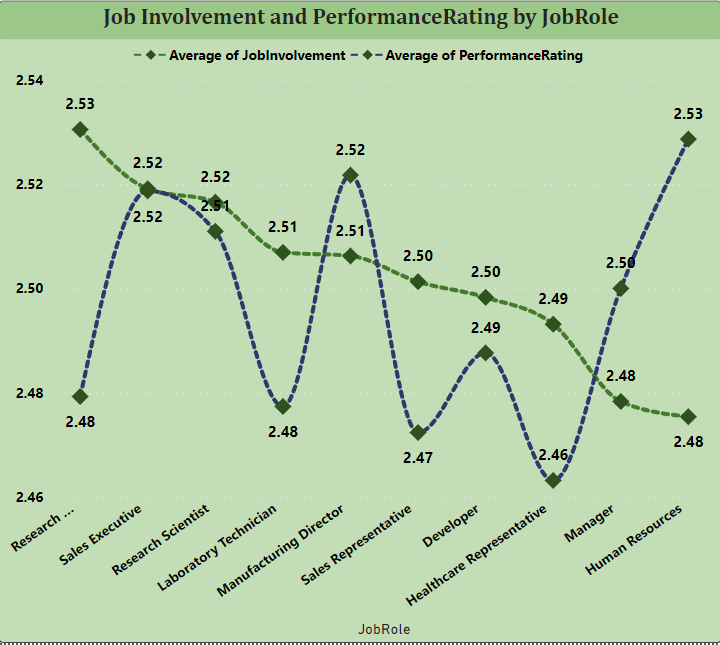 Job Involvement and PerformanceRating by JobRole
Average of JobInvolvement Average of PerformanceRating
2.54
2.52
2.50
2.48
2.46
2.53
2.52
2.52
2.51
2.51
2.50
2.50
2.49
2.48
2.48
2.48
2.52
2.51
2.48
2.52
2.47
2.49
2.46
2.50
2.53
Research ...
Sales Executive
Research Scientist
Laboratory Technician
Manufacturing Director
Sales Representative
Developer
Healthcare Representative
Manager
Human Resources
JobRole